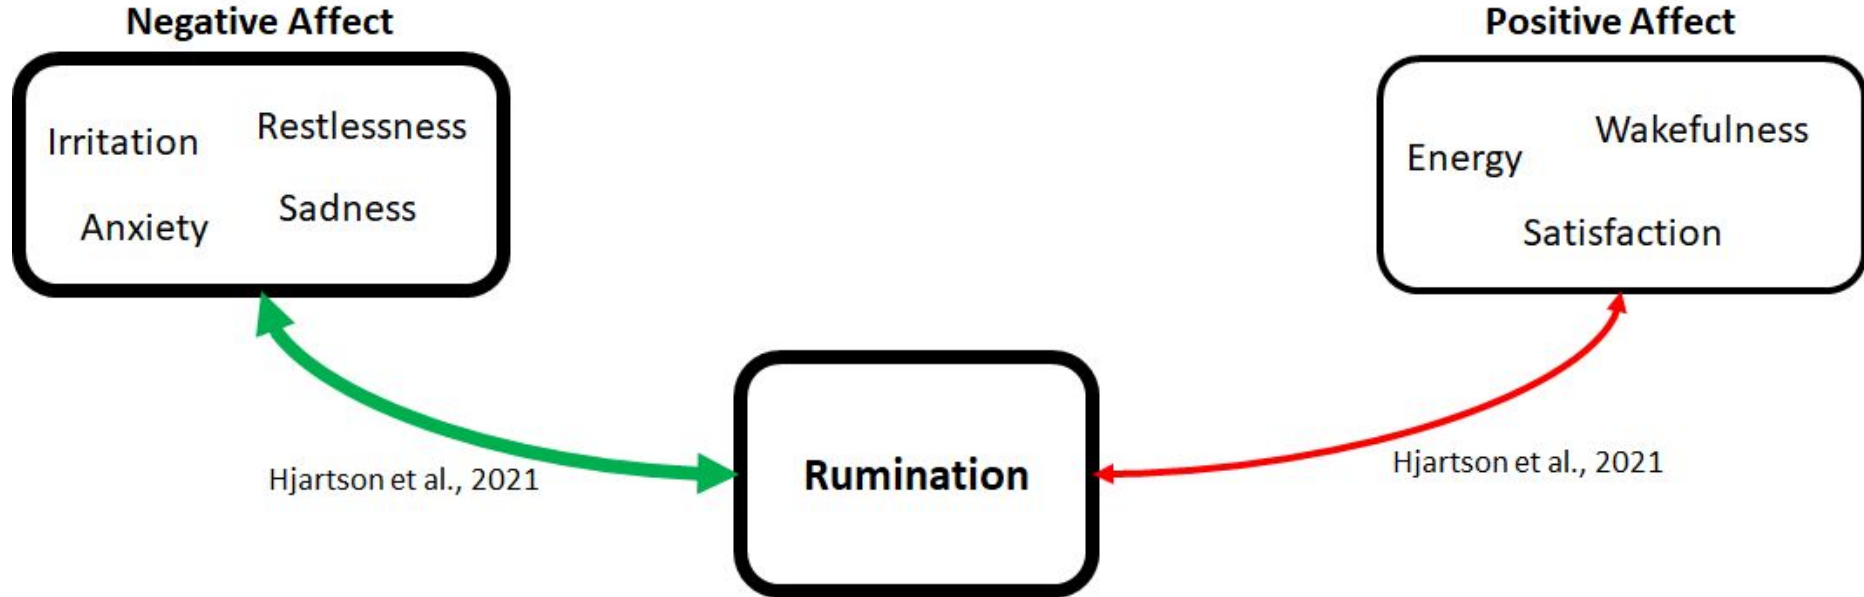 Negative Affect
Irritation
Restlessness
Anxiety
Sadness
Hjartson et al., 2021
Rumination
Positive Affect
Energy
Wakefulness
Satisfaction
Hjartson et al., 2021